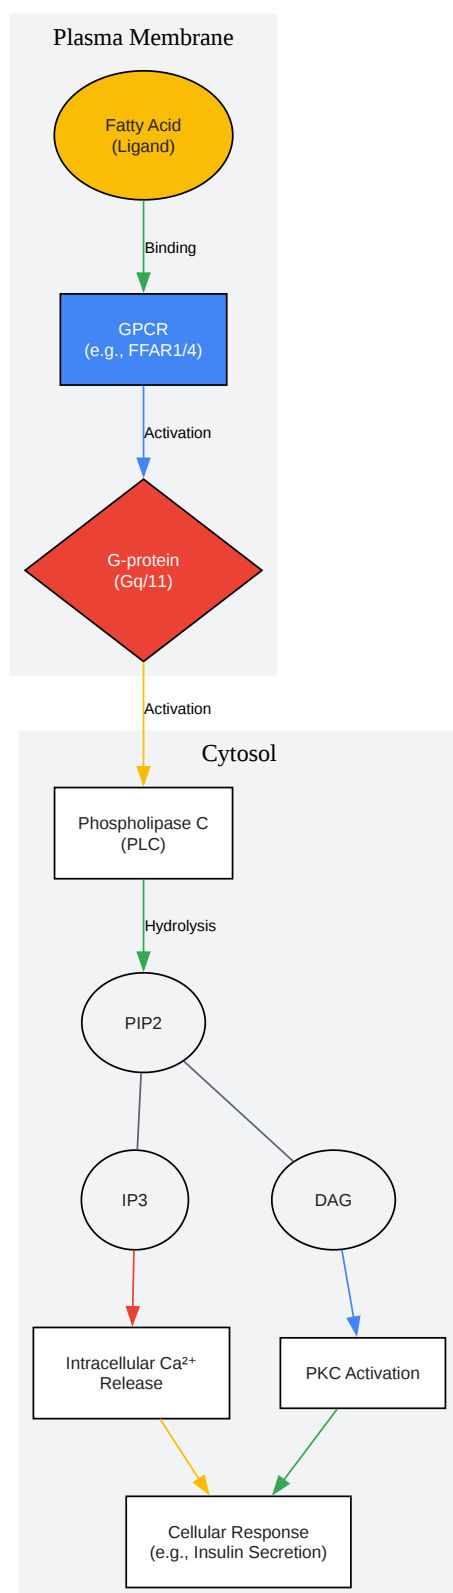 Plasma Membrane
Fatty Acid
(Ligand)
Binding
GPCR
(e.g., FFAR1/4)
Activation
G-protein
(Gq/11)
Activation
Cytosol
Phospholipase C
(PLC)
Hydrolysis
PIP2
IP3
DAG
Intracellular Ca²⁺
Release
PKC Activation
Cellular Response
(e.g., Insulin Secretion)